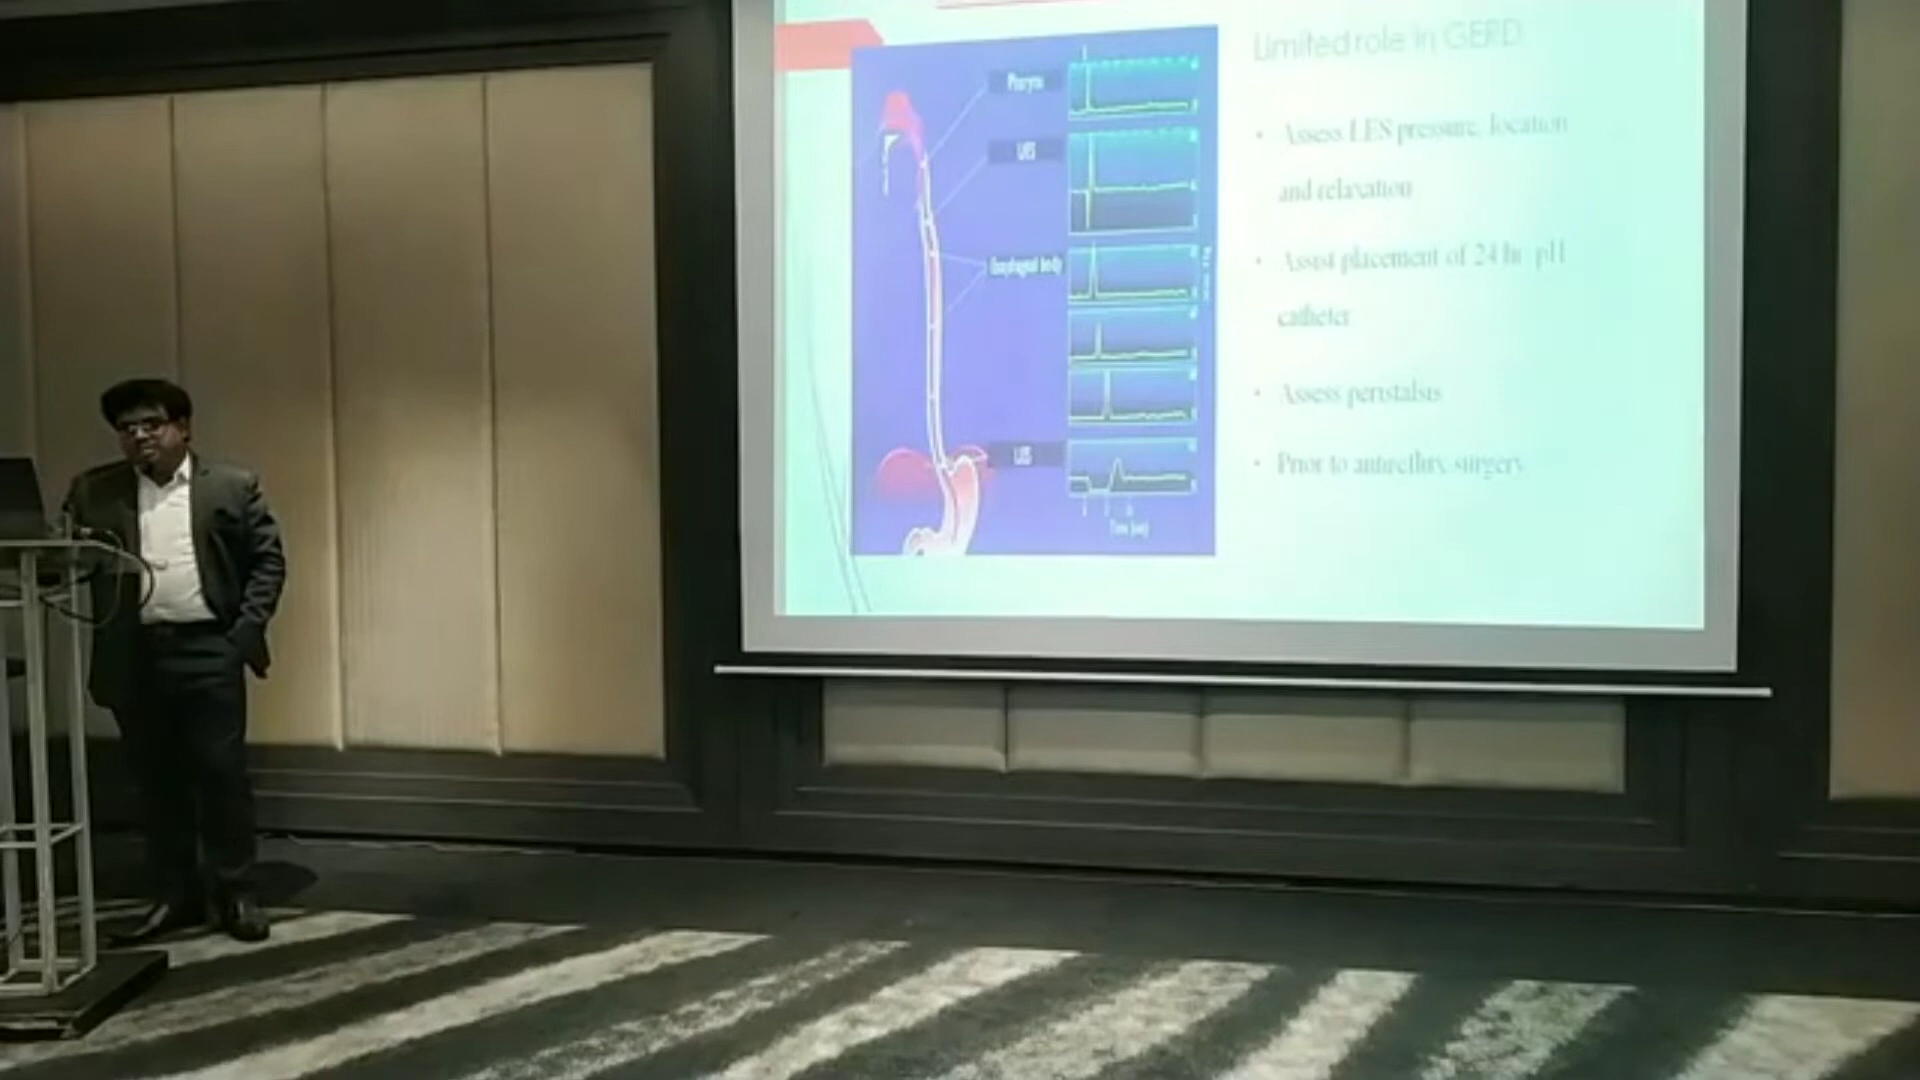 Limited role in GERD
Pharynx
UES
Esophageal body
LES
Time (sec)
• Assess LES pressure, location
and relaxation
• Assist placement of 24 hr pH
catheter
• Assess peristalsis
• Prior to antireflux surgery